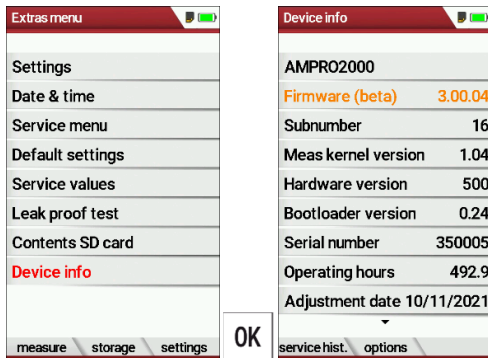 Extras menu
Settings
Date & time
Service menu
Default settings
Service values
Leak proof test
Contents SD card
Device info
measure storage settings
OK
Device info
AMPRO2000
Firmware (beta) 3.00.04
Subnumber 16
Meas kernel version 1.04
Hardware version 500
Bootloader version 0.24
Serial number 350005
Operating hours 492.9
Adjustment date 10/11/2021
service hist. options